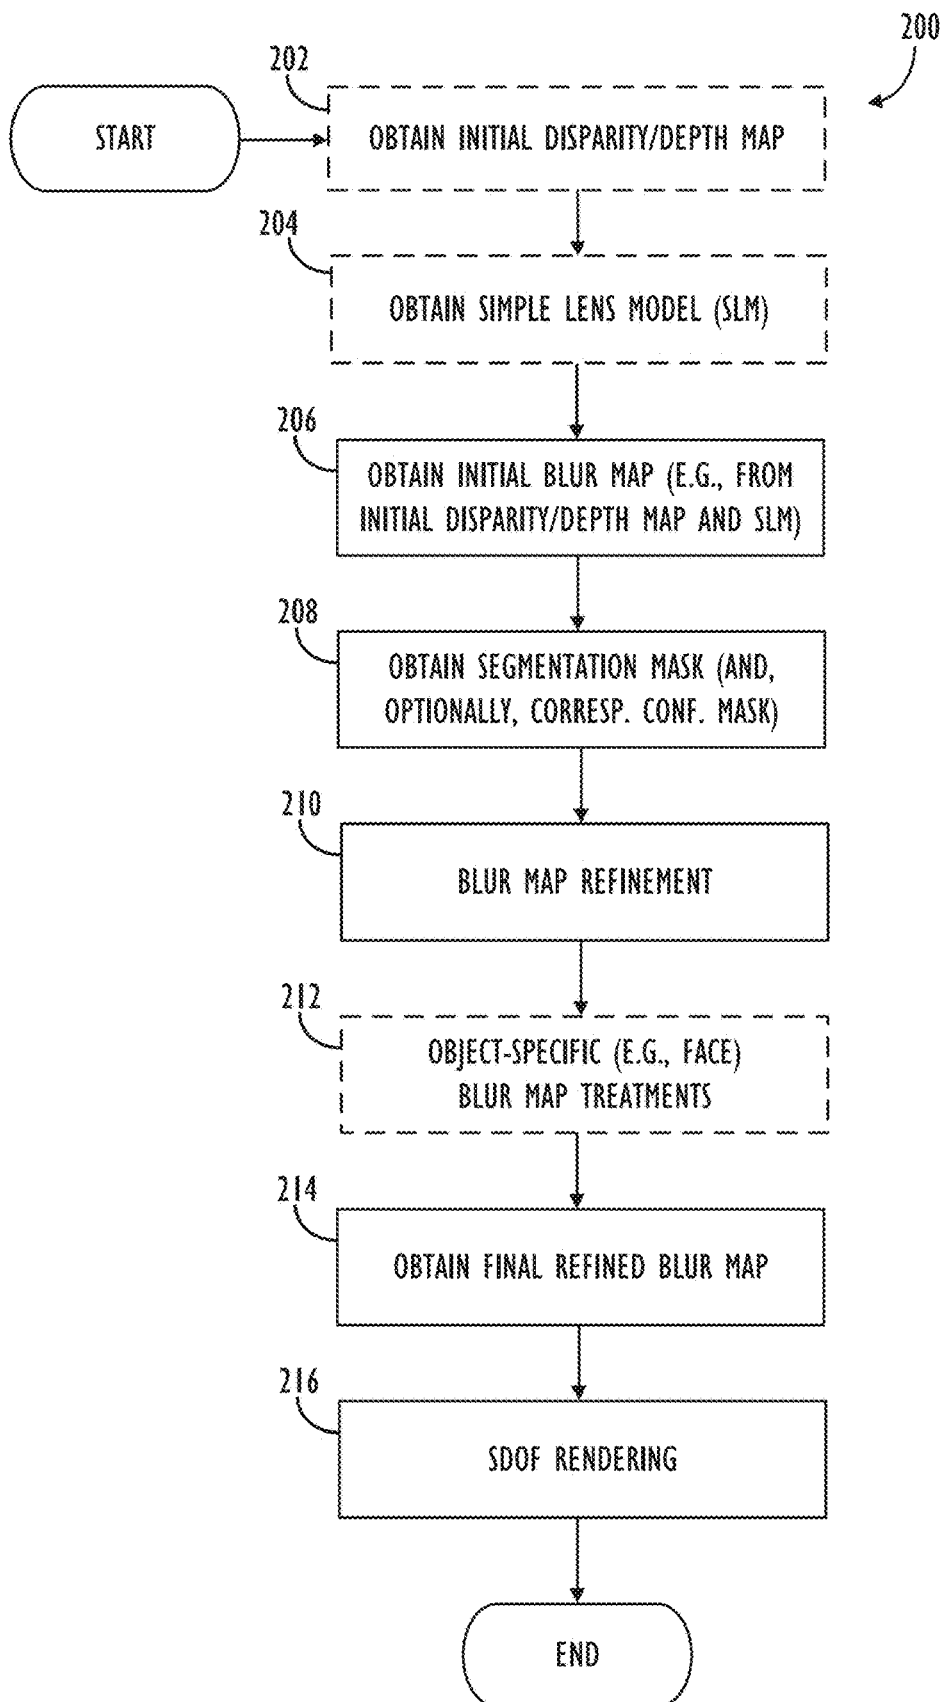 200
202
START
OBTAIN INITIAL DISPARITY/DEPTH MAP
204
OBTAIN SIMPLE LENS MODEL (SLM)
206
OBTAIN INITIAL BLUR MAP (E.G., FROM
INITIAL DISPARITY/DEPTH MAP AND SLM)
208
OBTAIN SEGMENTATION MASK (AND,
OPTIONALLY, CORRESP. CONF. MASK)
210
BLUR MAP REFINEMENT
212
OBJECT-SPECIFIC (E.G., FACE)
BLUR MAP TREATMENTS
214
OBTAIN FINAL REFINED BLUR MAP
216
SDOF RENDERING
END